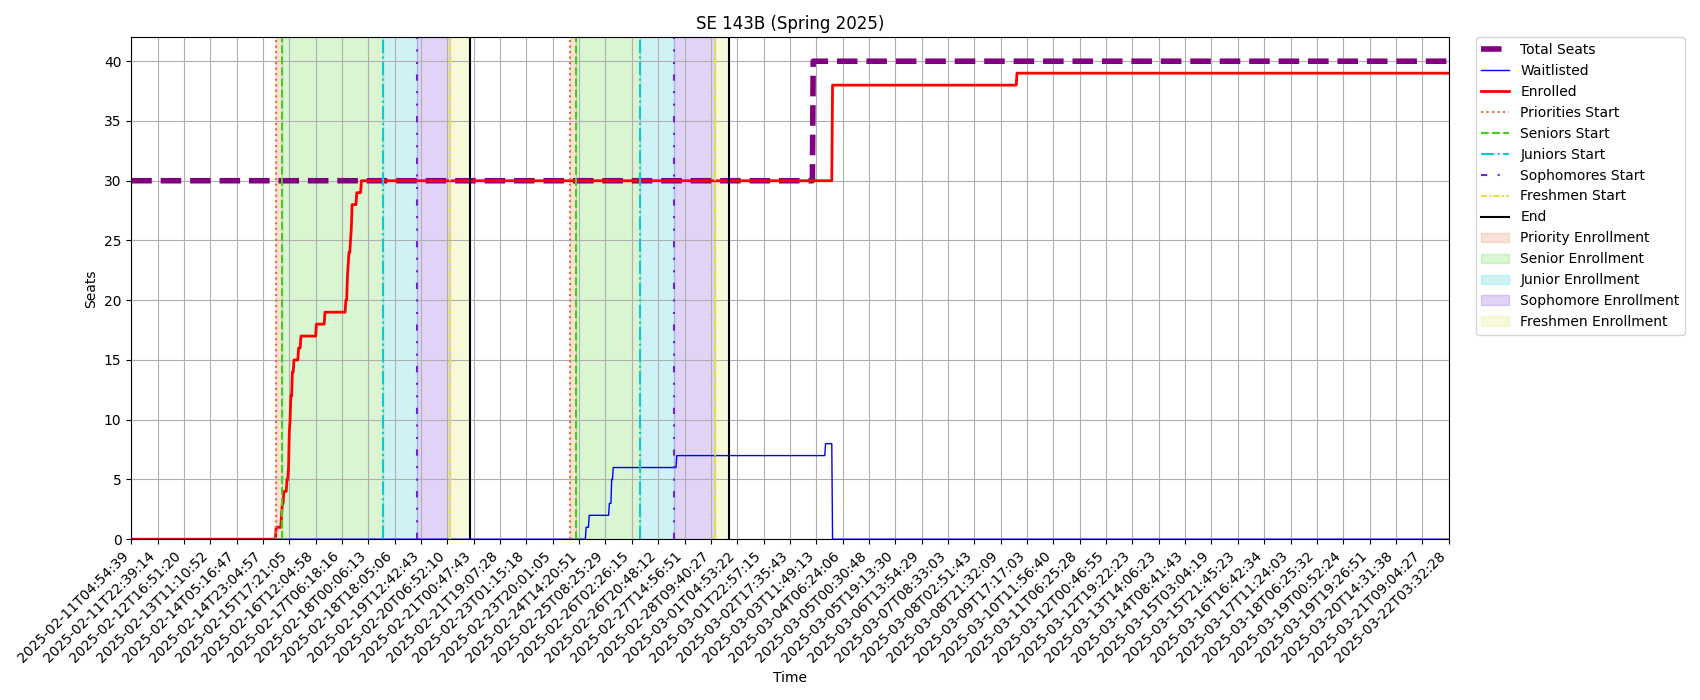 SE 143B (Spring 2025)
40
35
30
25
20
15
10
5
0
Seats
2025-02-11T04:54:39
2025-02-11T22:39:14
2025-02-12T16:51:20
2025-02-13T11:10:52
2025-02-14T05:16:47
2025-02-14T23:04:57
2025-02-15T17:21:05
2025-02-16T12:04:58
2025-02-17T06:18:16
2025-02-18T00:06:13
2025-02-18T18:05:06
2025-02-19T12:42:43
2025-02-20T06:52:10
2025-02-21T00:47:43
2025-02-21T19:07:28
2025-02-23T01:15:18
2025-02-23T20:01:05
2025-02-24T14:20:51
2025-02-25T08:25:29
2025-02-26T02:26:15
2025-02-26T20:48:12
2025-02-27T14:56:51
2025-02-28T09:40:27
2025-03-01T04:53:22
2025-03-01T22:57:15
2025-03-02T17:35:43
2025-03-03T11:49:13
2025-03-04T06:24:06
2025-03-05T00:30:48
2025-03-05T19:13:30
2025-03-06T13:54:29
2025-03-07T08:33:03
2025-03-08T02:51:43
2025-03-08T21:32:09
2025-03-09T17:17:03
2025-03-10T11:56:40
2025-03-11T06:25:28
2025-03-12T00:46:55
2025-03-12T19:22:23
2025-03-13T14:06:23
2025-03-14T08:41:43
2025-03-15T03:04:19
2025-03-15T21:45:23
2025-03-16T16:42:34
2025-03-17T11:24:03
2025-03-18T06:25:32
2025-03-19T00:52:24
2025-03-19T19:26:51
2025-03-20T14:31:38
2025-03-21T09:04:27
2025-03-22T03:32:28
Time
Total Seats
Waitlisted
Enrolled
Priorities Start
Seniors Start
Juniors Start
Sophomores Start
Freshmen Start
End
Priority Enrollment
Senior Enrollment
Junior Enrollment
Sophomore Enrollment
Freshmen Enrollment